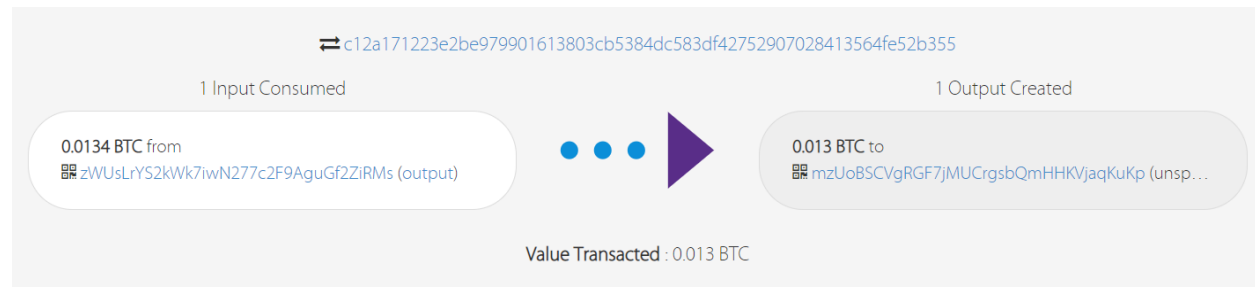 c12a171223e2be979901613803cb5384dc583df42752907028413564fe52b355
1 Input Consumed
1 Output Created
0.0134 BTC from
zWUsLrYS2kWk7iwN277c2F9AguGf2ZiRMs (output)
0.013 BTC to
mzUoBSCVgRGF7jMUCrgsbQmHHKVjaqKuKp (unsp…
Value Transacted : 0.013 BTC